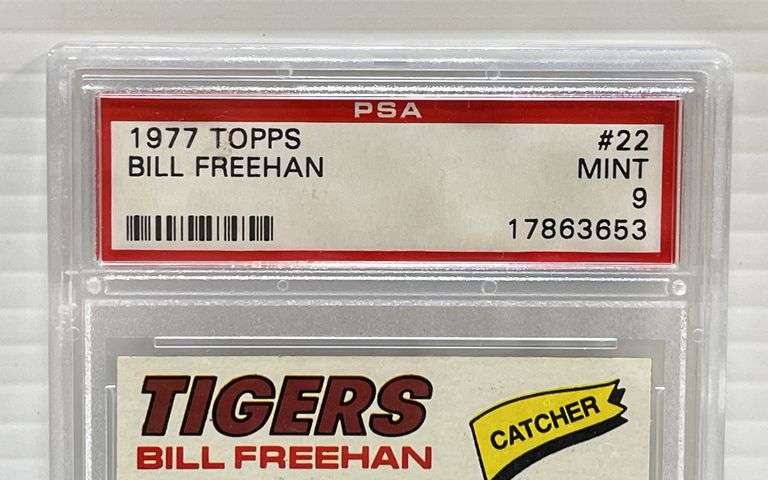 PSA
1977 TOPPS #22
BILL FREEHAN MINT
9
17863653
TIGERS
CATCHER
BILL FREEHAN